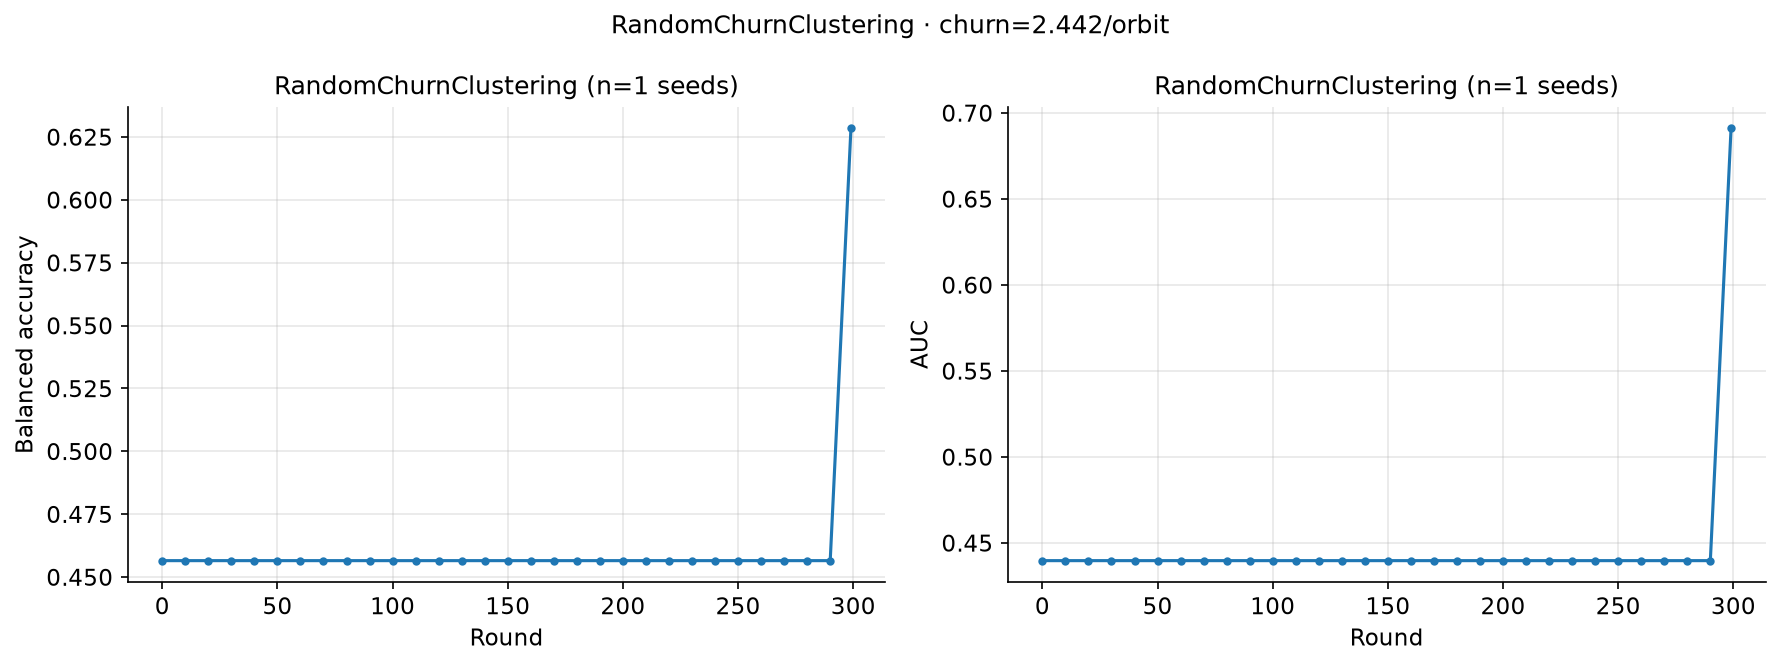 RandomChurnClustering · churn=2.442/orbit
RandomChurnClustering (n=1 seeds)
Balanced accuracy
0.625
0.600
0.575
0.550
0.525
0.500
0.475
0.450
0 50 100 150 200 250 300
Round
RandomChurnClustering (n=1 seeds)
AUC
0.70
0.65
0.60
0.55
0.50
0.45
0 50 100 150 200 250 300
Round